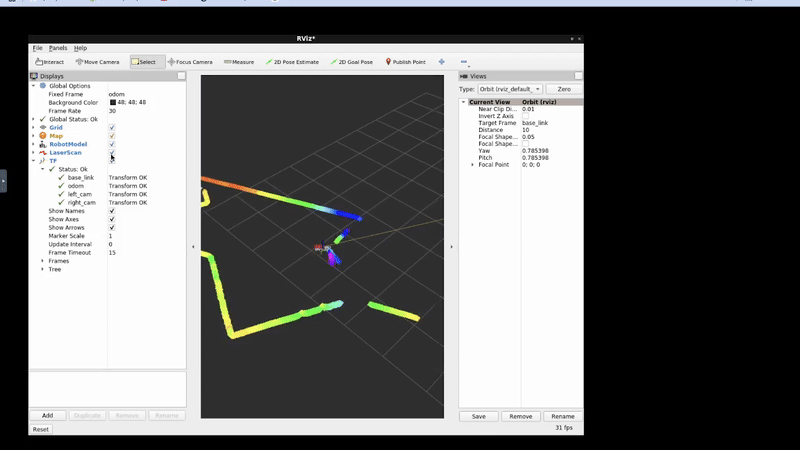 RViz*
File Panels Help
Interact Move Camera Select Focus Camera Measure 2D Pose Estimate 2D Goal Pose Publish Point
Displays
Global Options
Fixed Frame odom
Background Color 48; 48; 48
Frame Rate 30
Global Status: Ok
Grid
Map
RobotModel
LaserScan
TF
Status: Ok
base_link Transform OK
odom Transform OK
left_cam Transform OK
right_cam Transform OK
Show Names
Show Axes
Show Arrows
Marker Scale 1
Update Interval 0
Frame Timeout 15
Frames
Tree
Add Duplicate Remove Rename
Reset
Views
Type: Orbit (rviz_default_ Zero
Current View Orbit (rviz)
Near Clip Di... 0.01
Invert Z Axis
Target Frame base_link
Distance 10
Focal Shape... 0.05
Focal Shape...
Yaw 0.785398
Pitch 0.785398
Focal Point 0; 0; 0
Save Remove Rename
31 fps